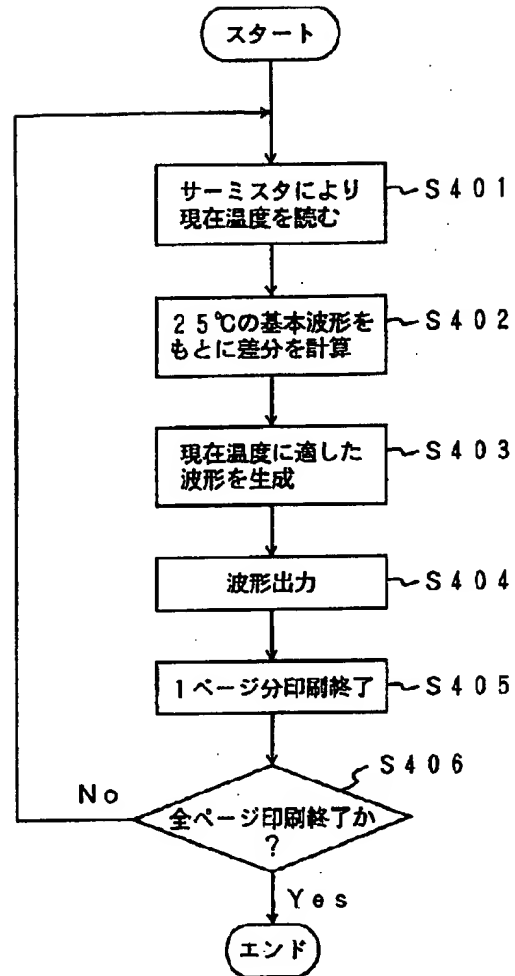 スタート
サーミスタにより
現在温度を読む
S401
25℃の基本波形を
もとに差分を計算
S402
現在温度に適した
波形を生成
S403
波形出力
S404
1ページ分印刷終了
S405
S406
No
全ページ印刷終了か
?
Yes
エンド